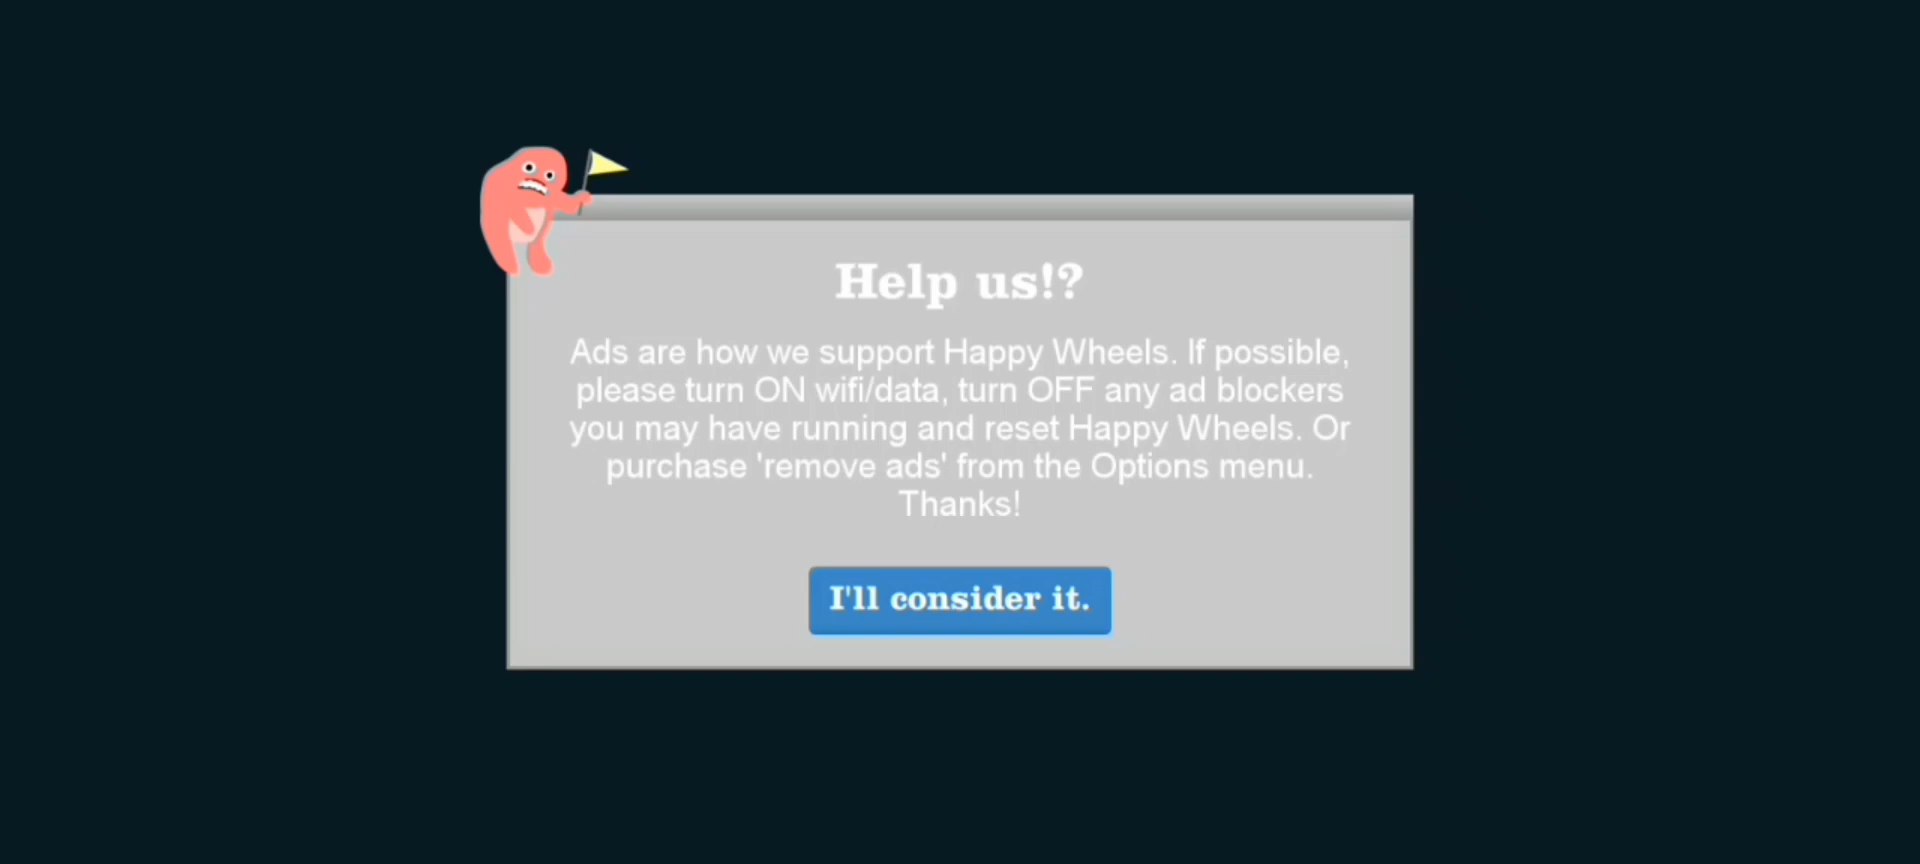 Help us!?
Ads are how we support Happy Wheels. If possible,
please turn ON wifi/data, turn OFF any ad blockers
you may have running and reset Happy Wheels. Or
purchase 'remove ads' from the Options menu.
Thanks!
I'll consider it.